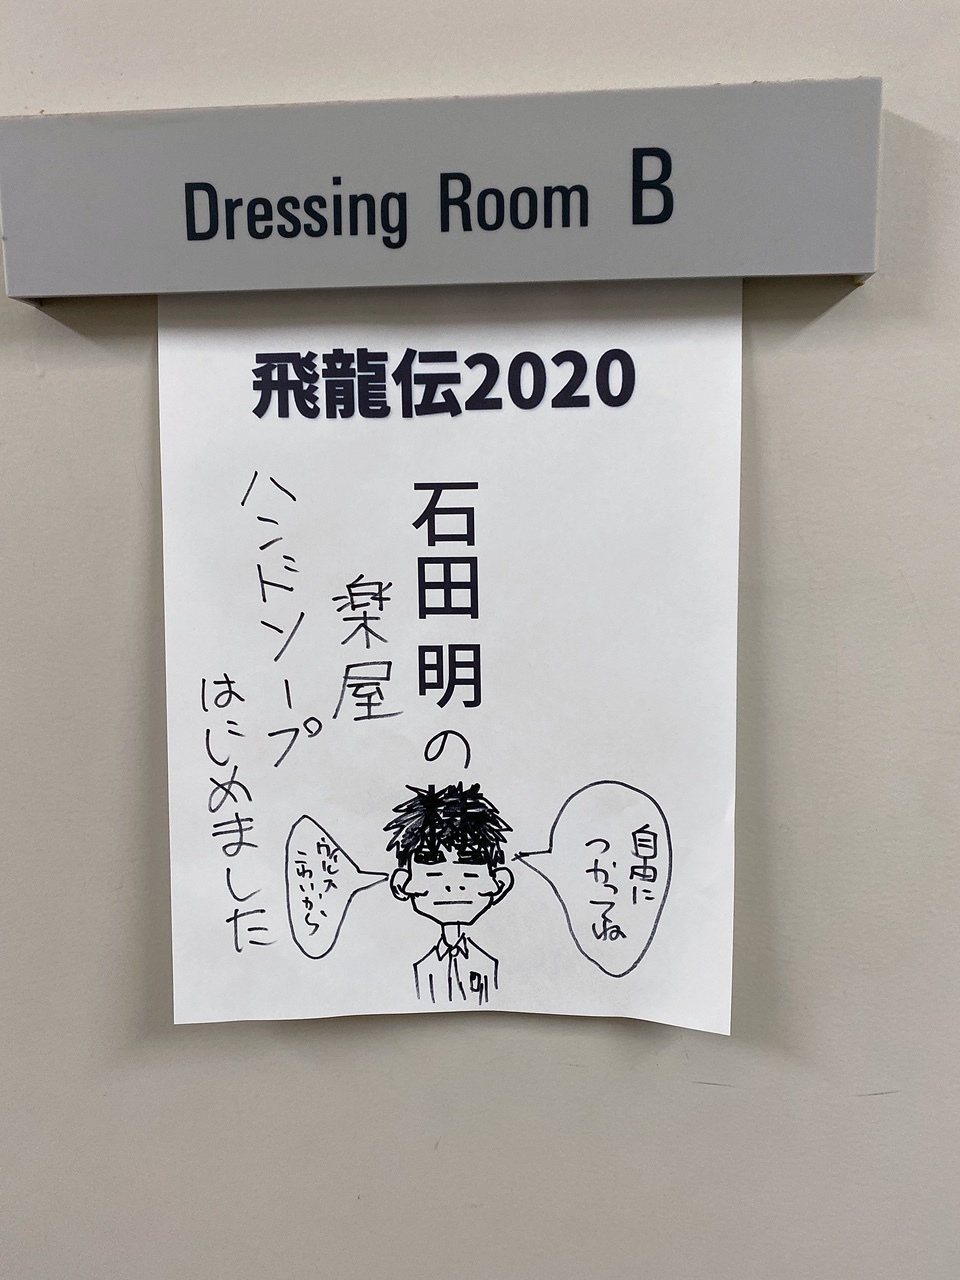 Dressing Room B
飛龍伝2020
石田 明の
楽屋
ハンドソープ
はじめました
自由に
つかってね
ウィルス
こわいから